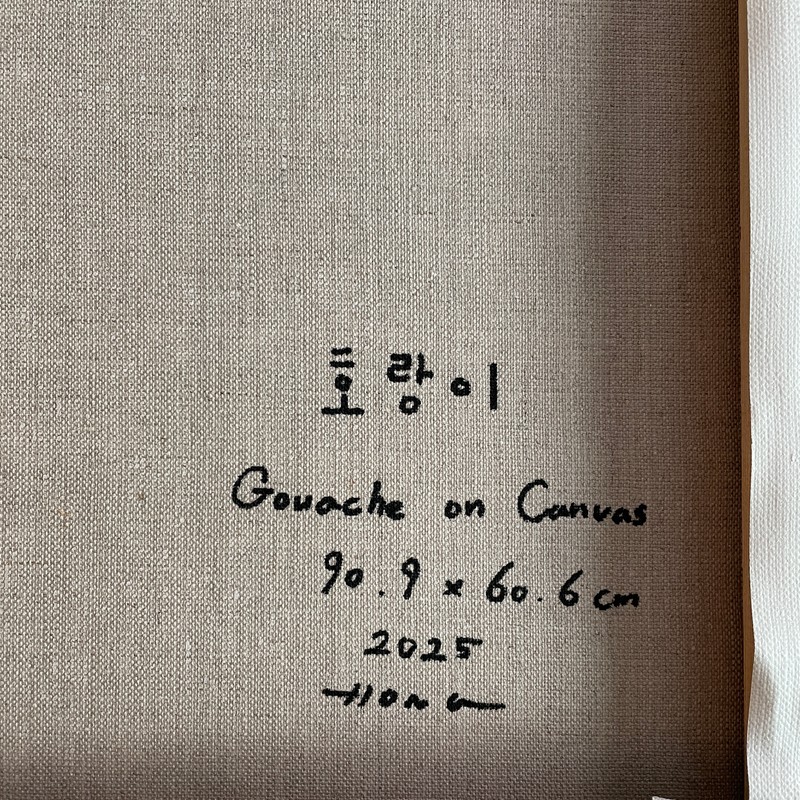 호랑이
Gouache on Canvas
90.9 x 60.6 cm
2025